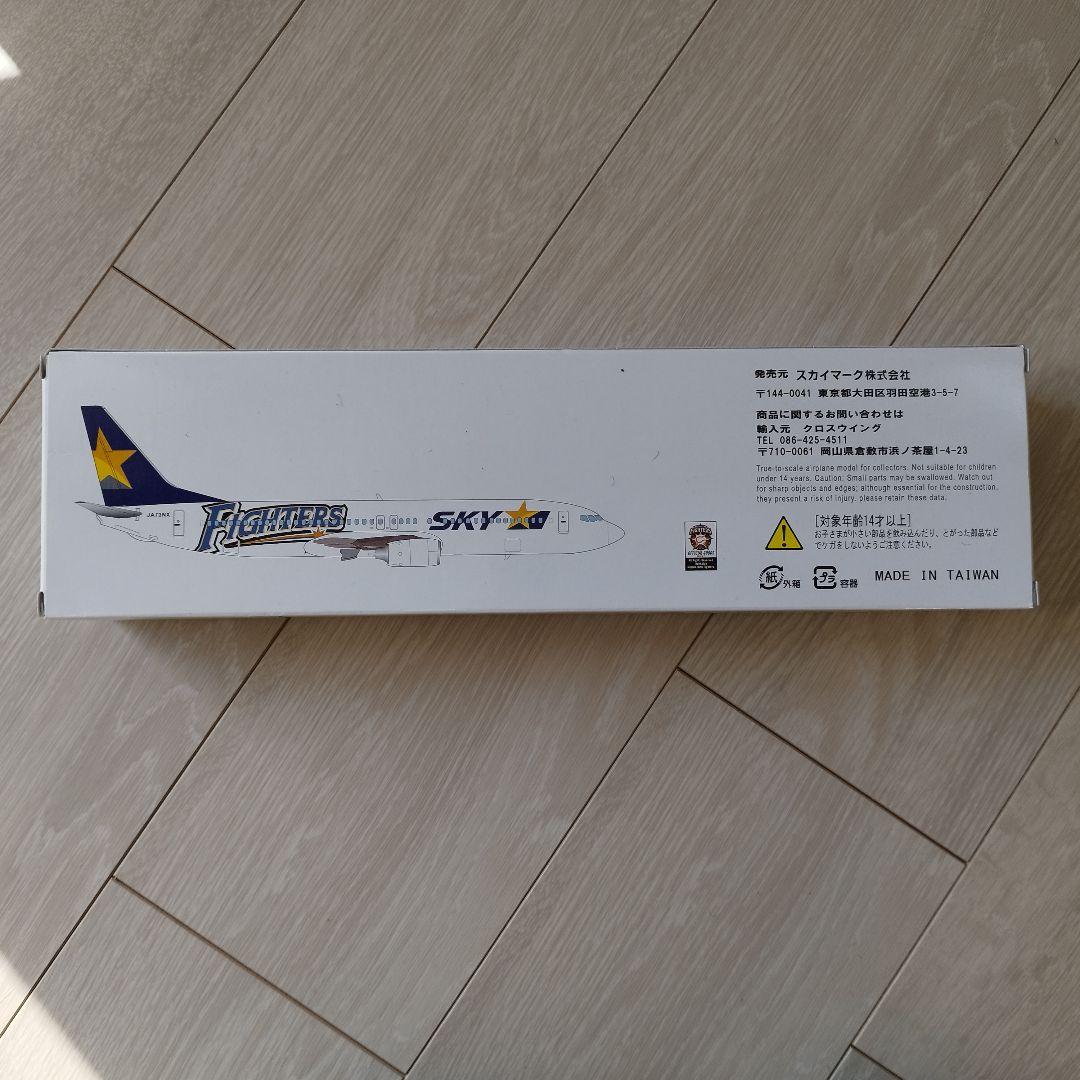 発売元 スカイマーク株式会社
〒144-0041 東京都大田区羽田空港3-5-7
商品に関するお問い合わせは
輸入元 クロスウイング
TEL 086-425-4511
〒710-0061 岡山県倉敷市浜ノ茶屋1-4-23
True-to-scale airplane model for collectors. Not suitable for children
under 14 years. Caution: Small parts may be swallowed. Watch out
for sharp objects and edges; although essential for the construction,
they present a risk of injury, please retain these data.
[対象年齢14才以上]
お子さまが小さい部品を飲み込んだり、とがった部品など
でケガをしないようご注意ください。
紙 外箱 プラ 容器 MADE IN TAIWAN
JA73NX
FIGHTERS
SKY
FIGHTERS